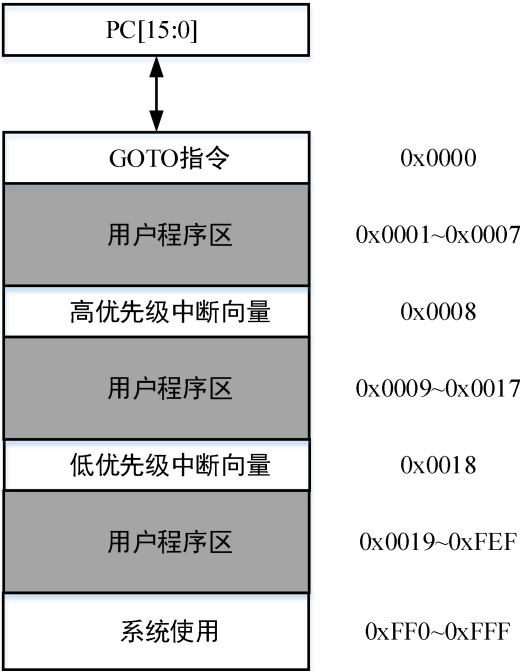 PC[15:0]
GOTO指令 0x0000
用户程序区 0x0001~0x0007
高优先级中断向量 0x0008
用户程序区 0x0009~0x0017
低优先级中断向量 0x0018
用户程序区 0x0019~0xFEF
系统使用 0xFF0~0xFFF